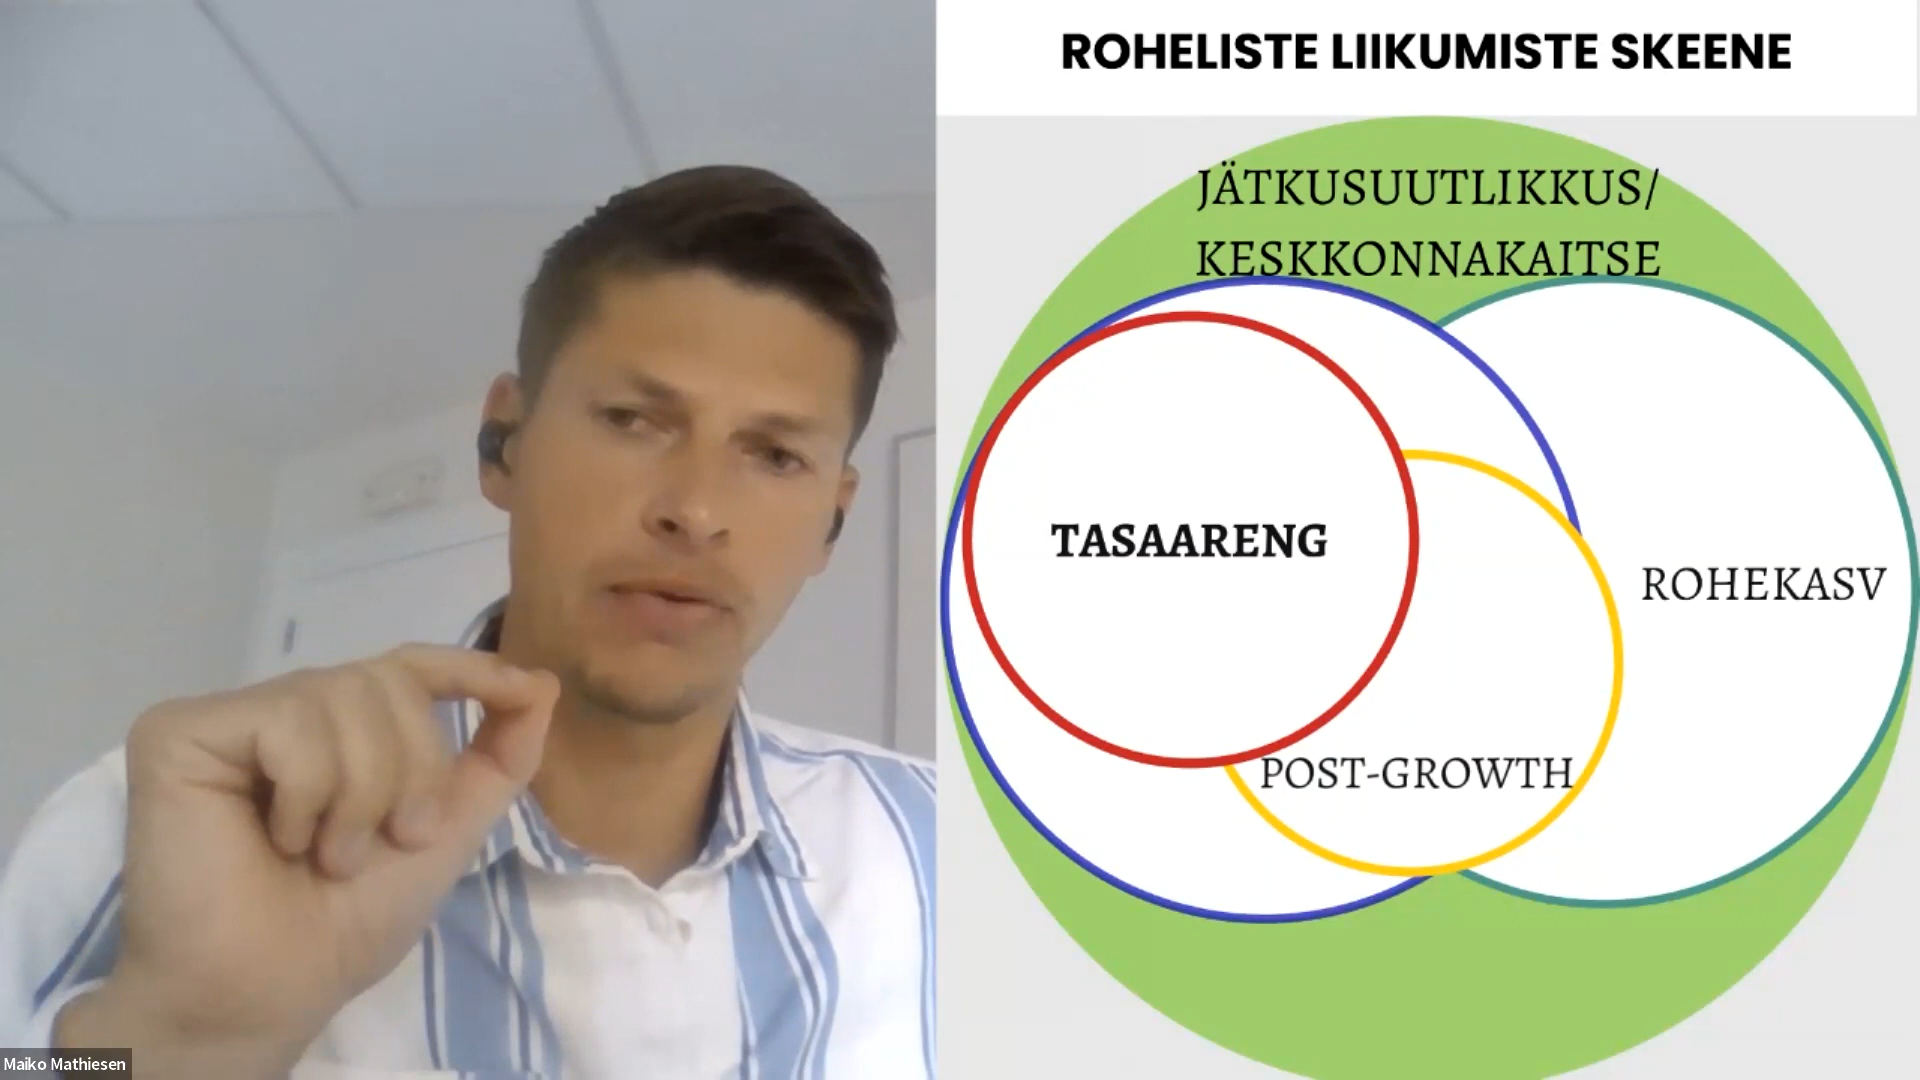 ROHELISTE LIIKUMISTE SKEENE
JÄTKUSUUTLIKKUS/
KESKKONNAKAITSE
TASAARENG
ROHEKASV
POST-GROWTH
Maiko Mathiesen